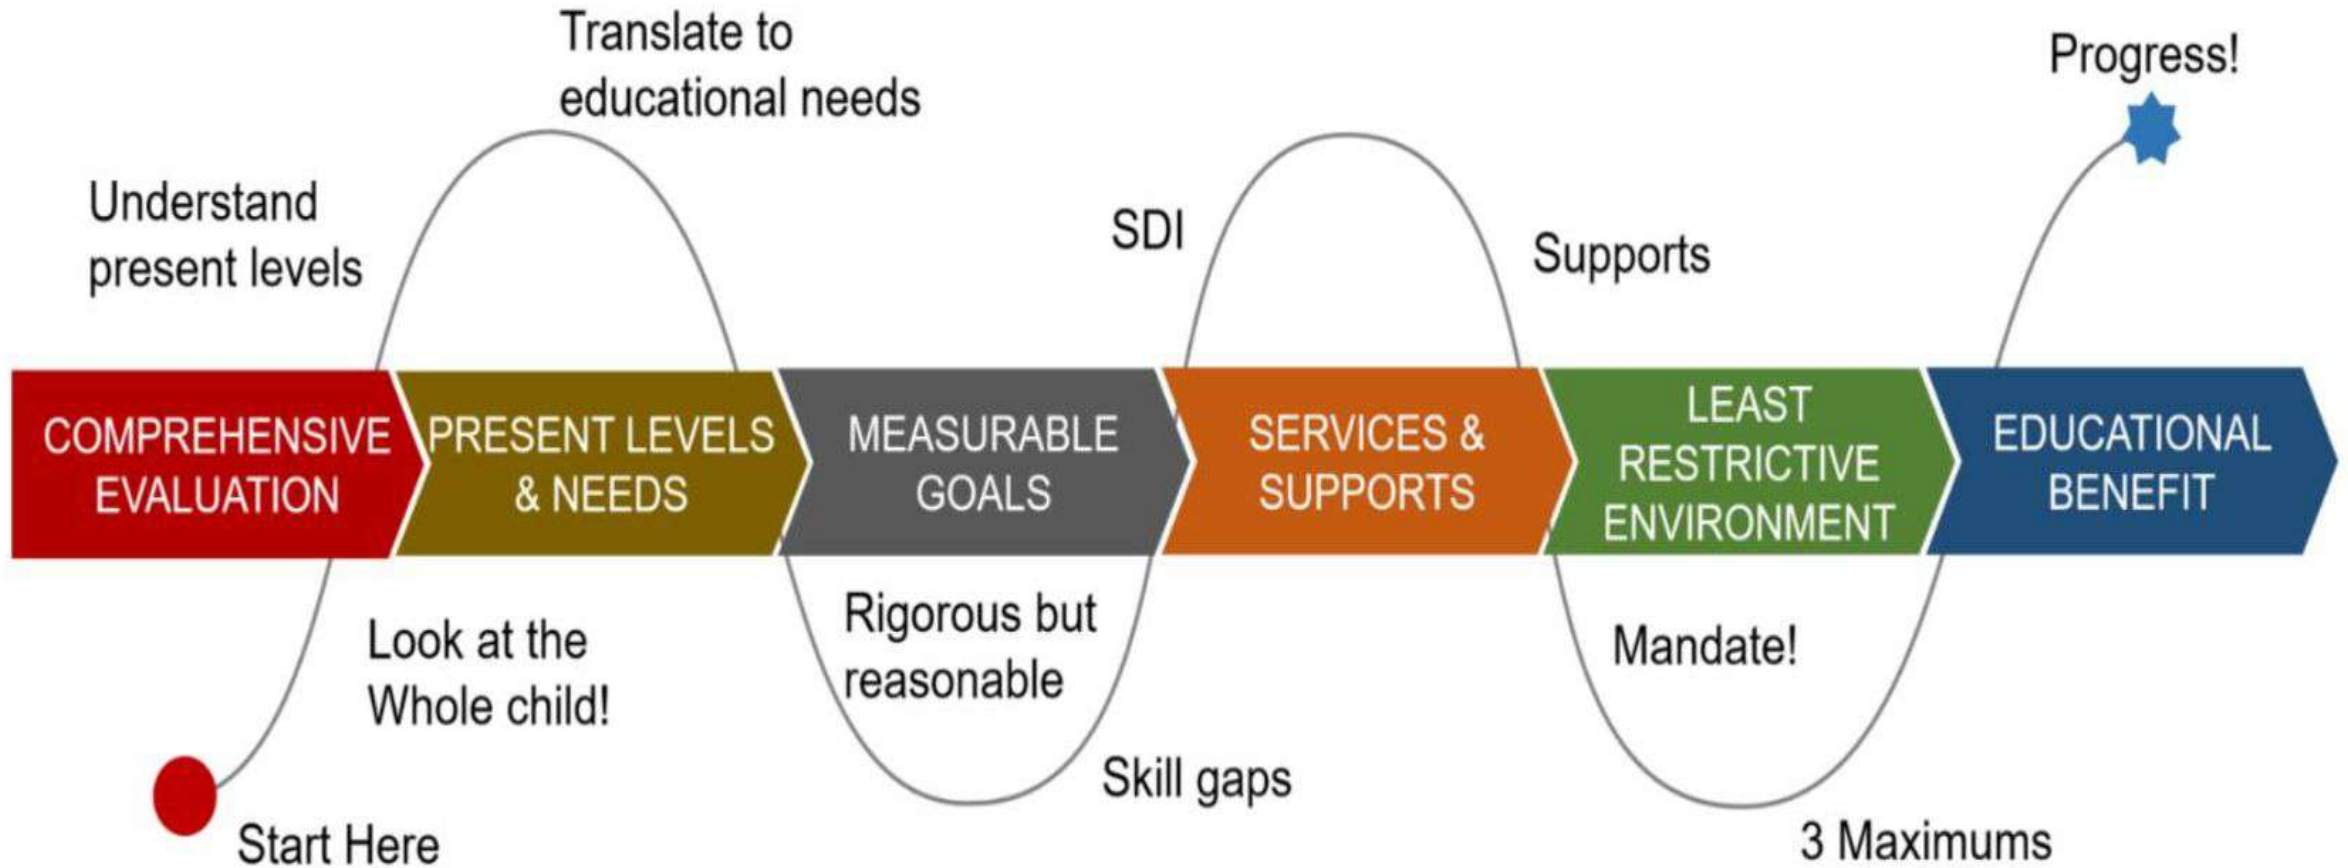 Translate to
educational needs
Progress!
Understand
present levels
SDI
Supports
COMPREHENSIVE
EVALUATION
PRESENT LEVELS
& NEEDS
MEASURABLE
GOALS
SERVICES &
SUPPORTS
LEAST
RESTRICTIVE
ENVIRONMENT
EDUCATIONAL
BENEFIT
Look at the
Whole child!
Rigorous but
reasonable
Mandate!
Skill gaps
Start Here
3 Maximums